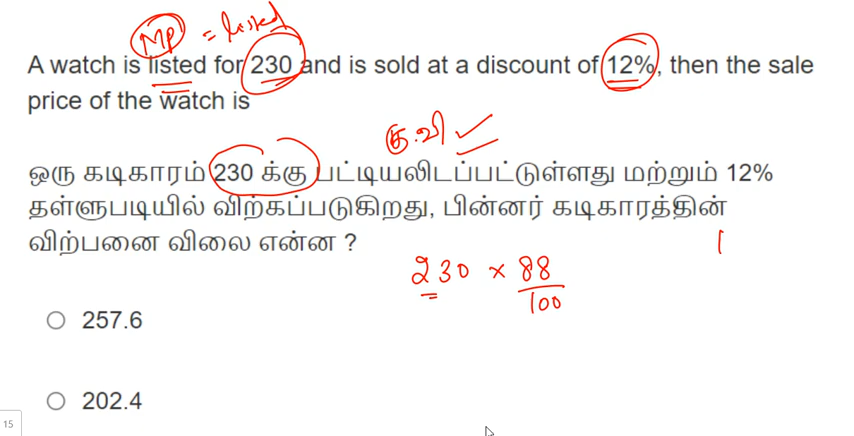 MP = listed
A watch is listed for 230 and is sold at a discount of 12%, then the sale
price of the watch is
கு.வி
ஒரு கடிகாரம் 230 க்கு பட்டியலிடப்பட்டுள்ளது மற்றும் 12%
தள்ளுபடியில் விற்கப்படுகிறது, பின்னர் கடிகாரத்தின்
விற்பனை விலை என்ன ?
230 × 88
100
257.6
202.4
15